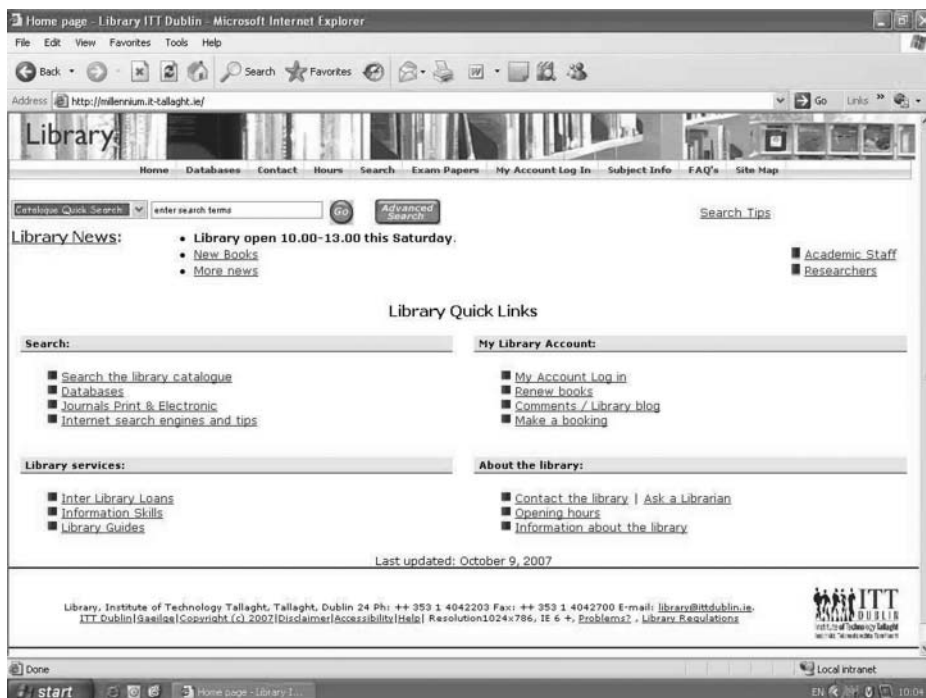 Home page - Library ITT Dublin - Microsoft Internet Explorer
File Edit View Favorites Tools Help
Back Search Favorites
Address http://millennium.it-tallaght.ie/ Go Links »
Library
Home Databases Contact Hours Search Exam Papers My Account Log In Subject Info FAQ's Site Map
Catalogue Quick Search enter search terms Go Advanced Search Search Tips
Library News: • Library open 10.00-13.00 this Saturday.
• New Books Academic Staff
• More news Researchers
Library Quick Links
Search: My Library Account:
Search the library catalogue My Account Log in
Databases Renew books
Journals Print & Electronic Comments / Library blog
Internet search engines and tips Make a booking
Library services: About the library:
Inter Library Loans Contact the library | Ask a Librarian
Information Skills Opening hours
Library Guides Information about the library
Last updated: October 9, 2007
Library, Institute of Technology Tallaght, Tallaght, Dublin 24 Ph: ++ 353 1 4042203 Fax: ++ 353 1 4042700 E-mail: library@ittdublin.ie.
ITT Dublin|Gaeilge|Copyright (c) 2007|Disclaimer|Accessibility|Help| Resolution1024x786, IE 6 +, Problems? , Library Regulations
ITT
DUBLIN
Institute of Technology Tallaght
Done Local intranet
start Home page - Library I... EN 10:04